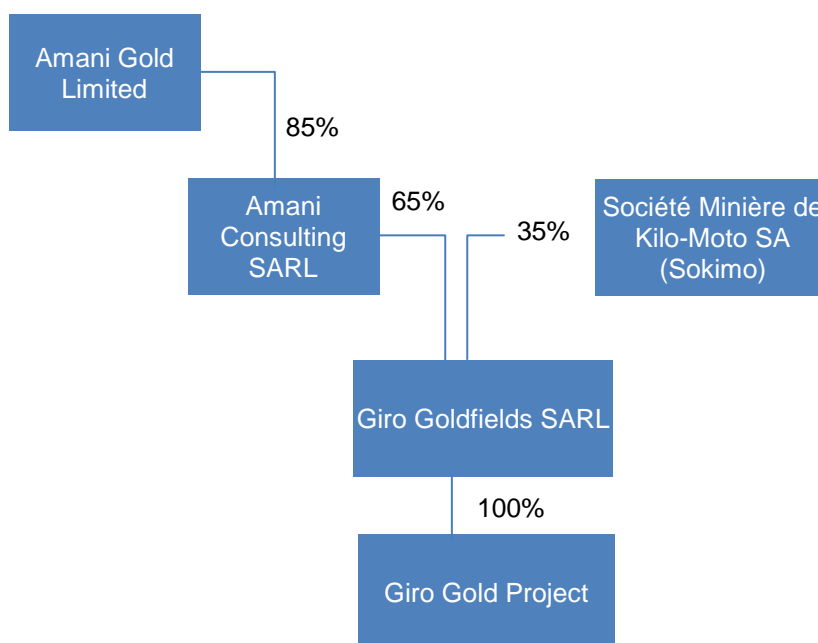 Amani Gold
Limited
85%
Amani
Consulting
SARL
65%
35%
Société Minière de
Kilo-Moto SA
(Sokimo)
Giro Goldfields SARL
100%
Giro Gold Project